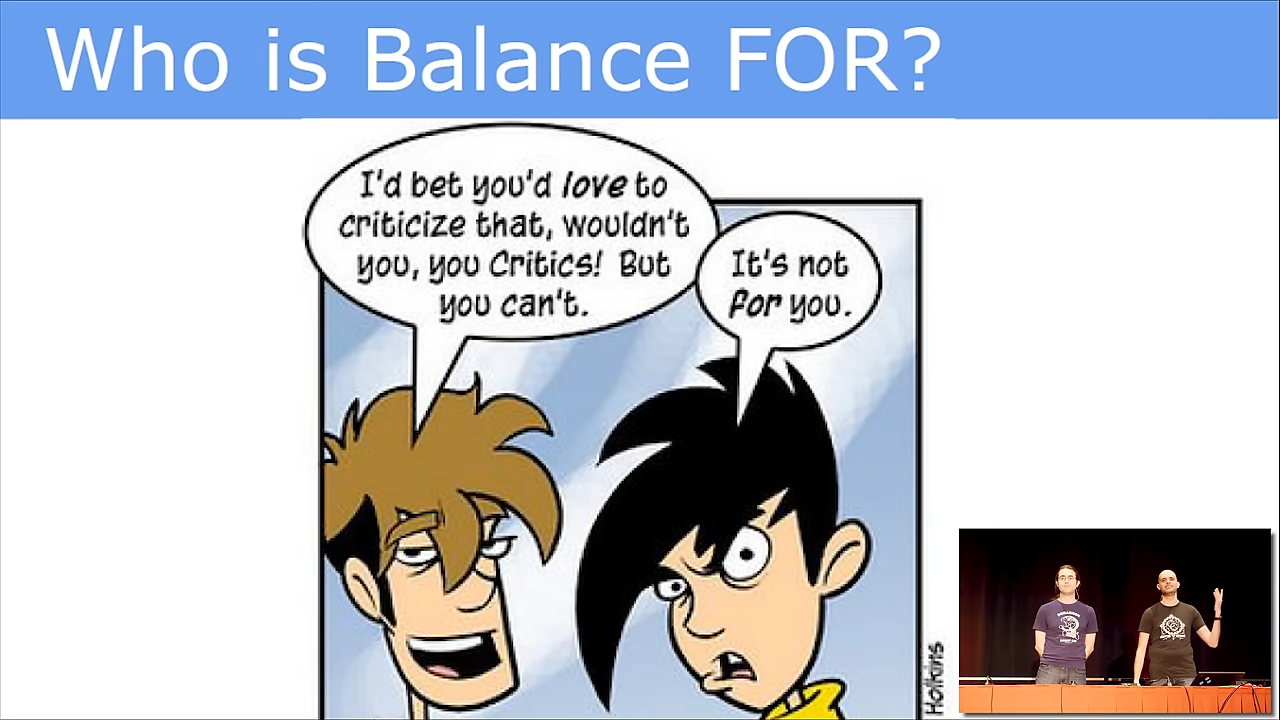 Who is Balance FOR?
I'd bet you'd love to
criticize that, wouldn't
you, you Critics! But
you can't.
It's not
for you.
Holkins